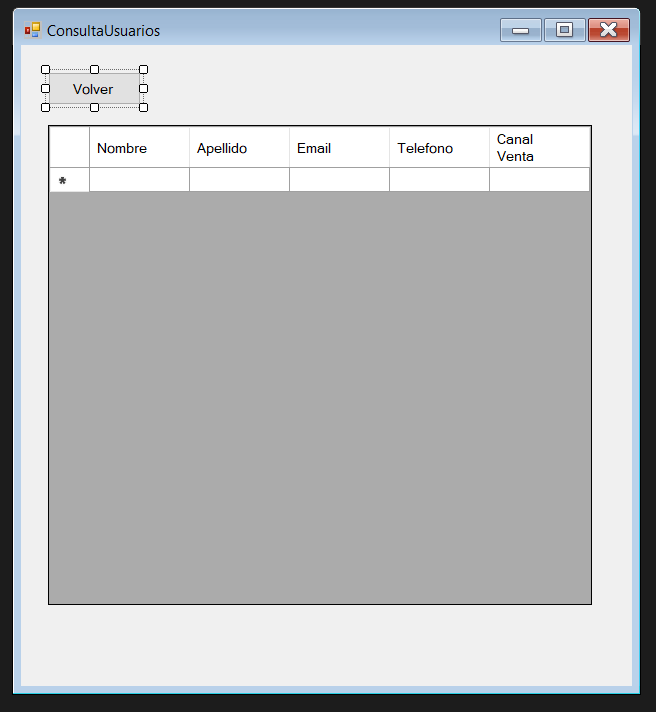 ConsultaUsuarios
Volver
Nombre Apellido Email Telefono Canal
Venta
*